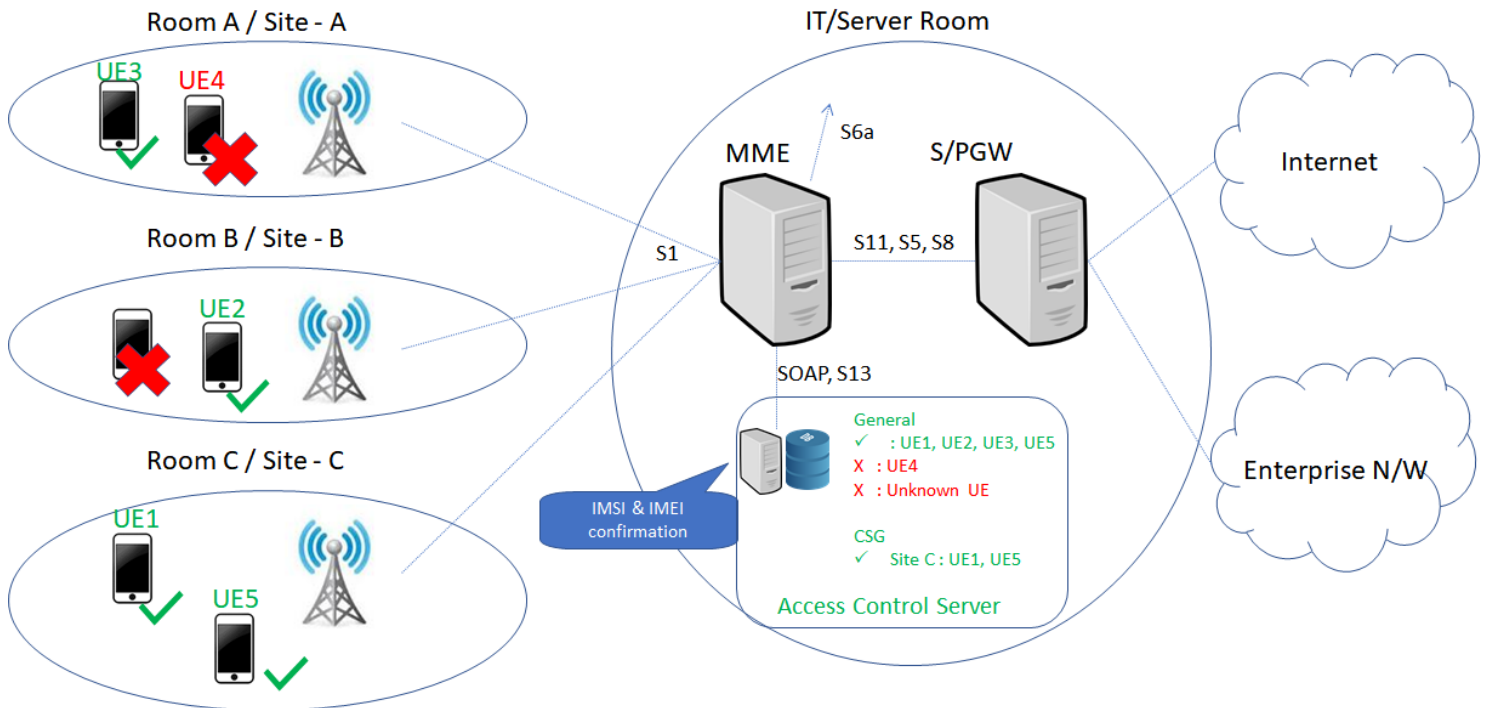 Room A / Site - A
UE3
UE4
Room B / Site - B
UE2
Room C / Site - C
UE1
UE5
IT/Server Room
S6a
MME
S/PGW
S1
S11, S5, S8
SOAP, S13
IMSI & IMEI
confirmation
General
✓ : UE1, UE2, UE3, UE5
X : UE4
X : Unknown UE
CSG
✓ Site C : UE1, UE5
Access Control Server
Internet
Enterprise N/W